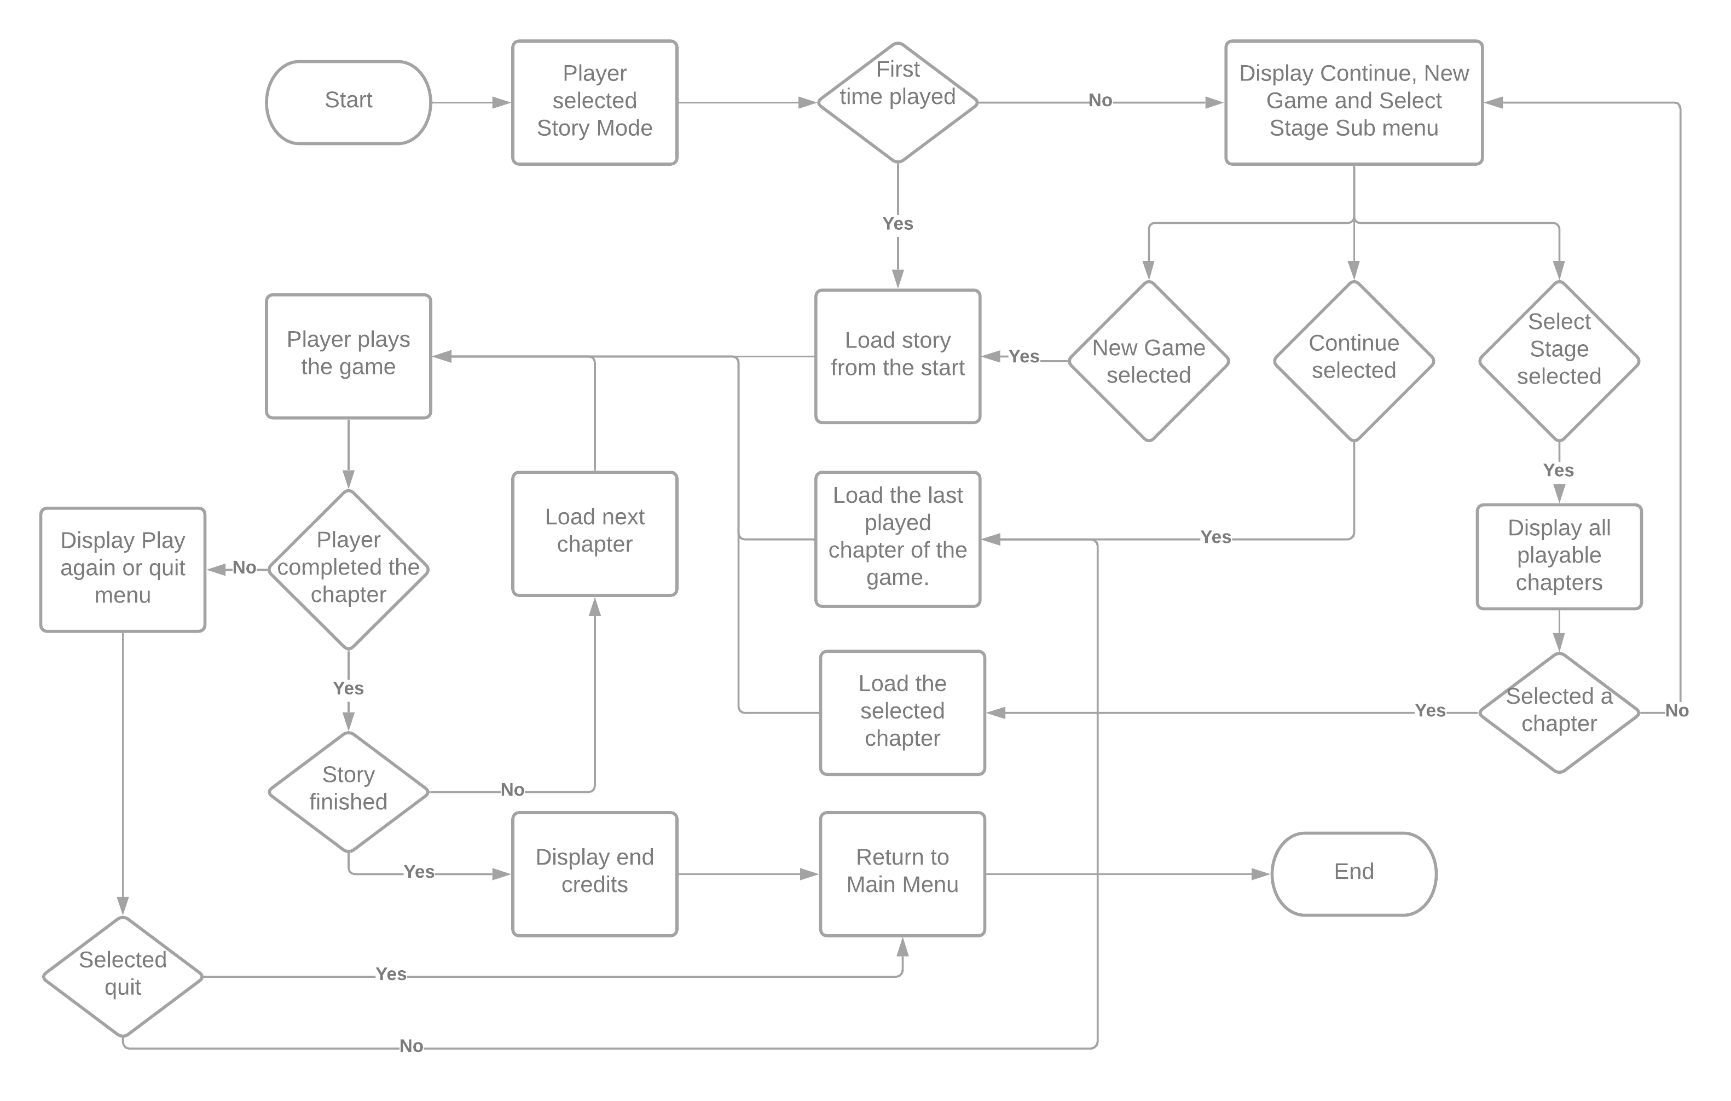 Start
Player
selected
Story Mode
First
time played
No
Display Continue, New
Game and Select
Stage Sub menu
Yes
Player plays
the game
Load story
from the start
Yes
New Game
selected
Continue
selected
Select
Stage
selected
Yes
Display Play
again or quit
menu
No
Player
completed the
chapter
Load next
chapter
Load the last
played
chapter of the
game.
Yes
Display all
playable
chapters
Yes
Load the
selected
chapter
Yes
Selected a
chapter
No
Story
finished
No
Yes
Display end
credits
Return to
Main Menu
End
Selected
quit
Yes
No